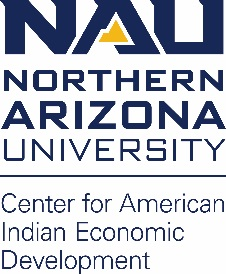 NAU
NORTHERN
ARIZONA
UNIVERSITY
Center for American
Indian Economic
Development